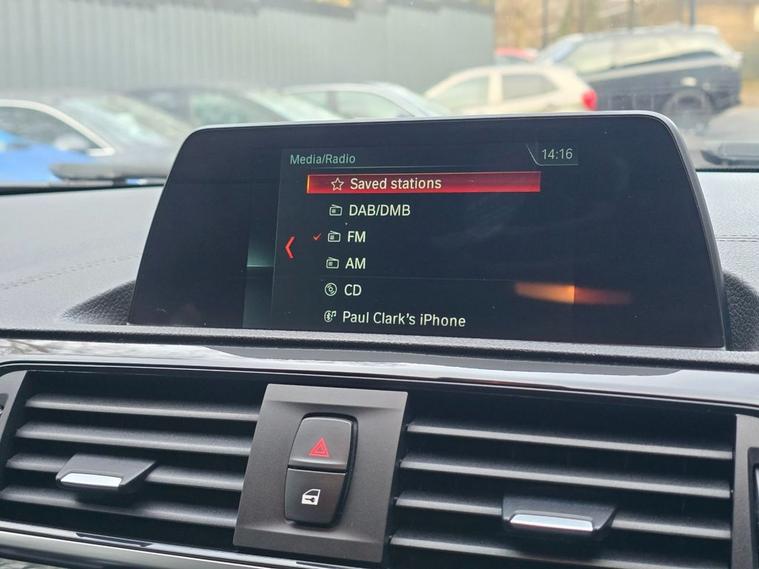 Media/Radio
14:16
Saved stations
DAB/DMB
FM
AM
CD
Paul Clark's iPhone